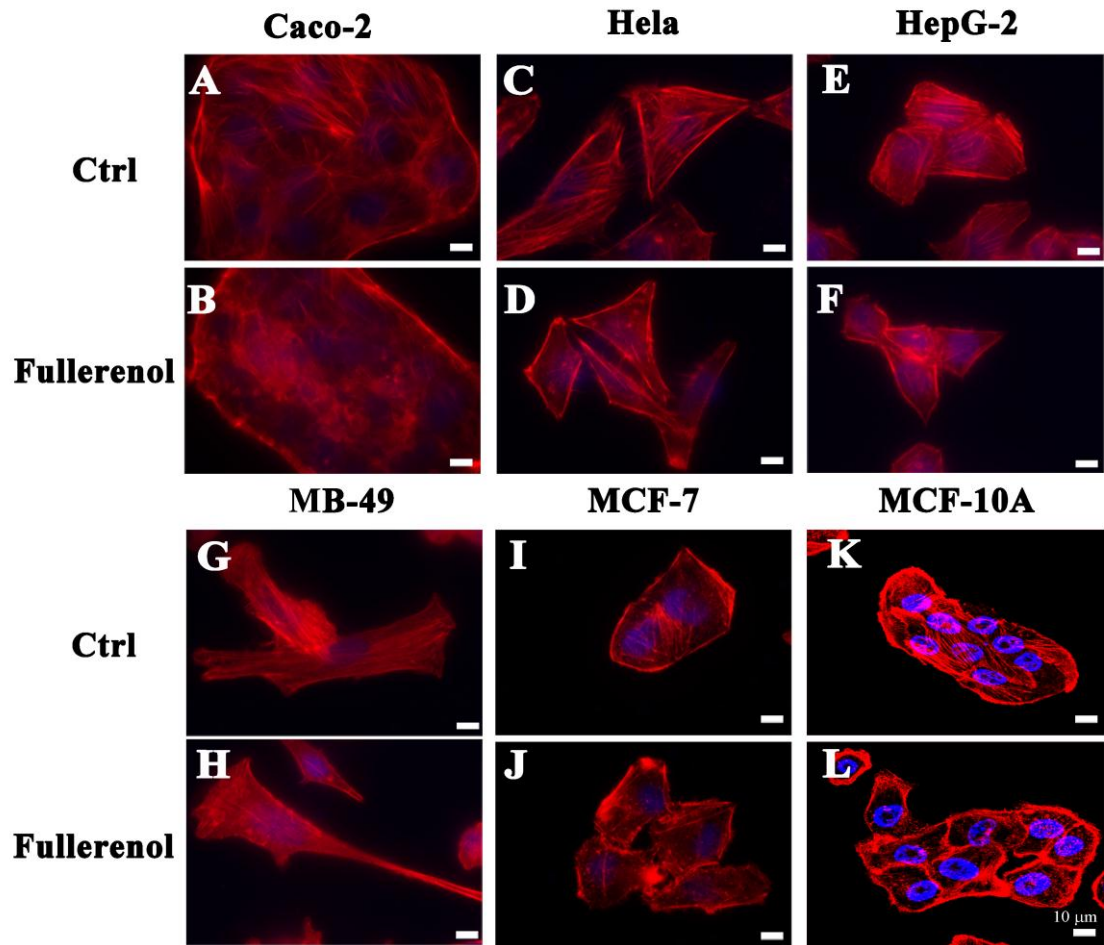 Caco-2 Hela HepG-2
A C E
Ctrl
B D F
Fullerenol
MB-49 MCF-7 MCF-10A
G I K
Ctrl
H J L
Fullerenol
10 μm